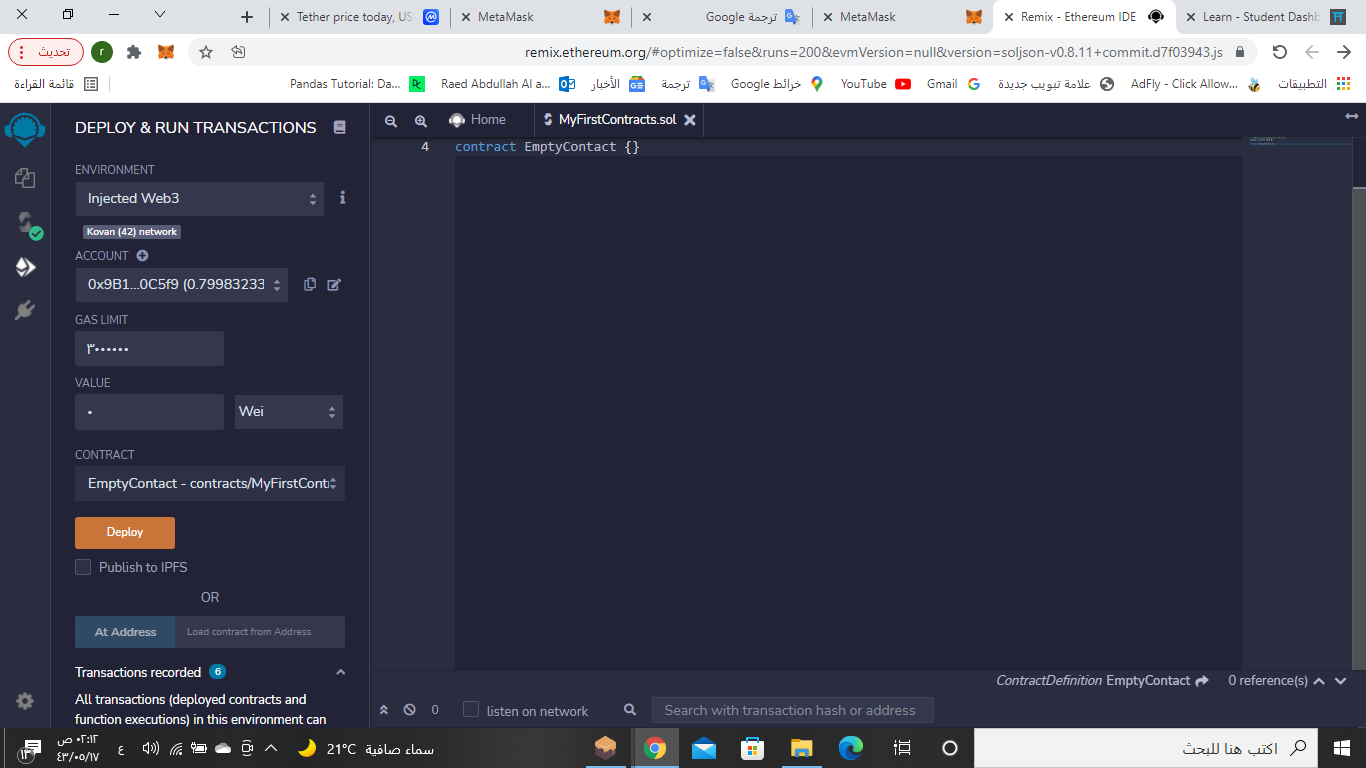 Tether price today, US
MetaMask
ترجمة Google
MetaMask
Remix - Ethereum IDE
Learn - Student Dashb
تحديث
r
remix.ethereum.org/#optimize=false&runs=200&evmVersion=null&version=soljson-v0.8.11+commit.d7f03943.js
قائمة القراءة
Pandas Tutorial: Da...
Raed Abdullah Al a...
الأخبار
ترجمة
خرائط Google
YouTube
Gmail
علامة تبويب جديدة
AdFly - Click Allow...
التطبيقات
DEPLOY & RUN TRANSACTIONS
Home
MyFirstContracts.sol
4 contract EmptyContact {}
ENVIRONMENT
Injected Web3
Kovan (42) network
ACCOUNT
0x9B1...0C5f9 (0.79983233
GAS LIMIT
٣٠٠٠٠٠٠
VALUE
٠
Wei
CONTRACT
EmptyContact - contracts/MyFirstCont
Deploy
Publish to IPFS
OR
At Address
Load contract from Address
Transactions recorded 6
All transactions (deployed contracts and
function executions) in this environment can
ContractDefinition EmptyContact
0 reference(s)
0
listen on network
Search with transaction hash or address
١٣
٠٢:١٢ ص
٤٣/٠٥/١٧
ع
21°C سماء صافية
اكتب هنا للبحث